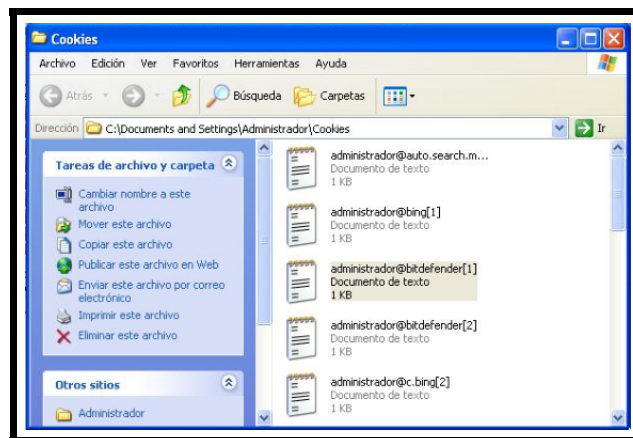 Cookies
Archivo Edición Ver Favoritos Herramientas Ayuda
Atrás Búsqueda Carpetas
Dirección C:\Documents and Settings\Administrador\Cookies Ir
Tareas de archivo y carpeta
Cambiar nombre a este
archivo
Mover este archivo
Copiar este archivo
Publicar este archivo en Web
Enviar este archivo por correo
electrónico
Imprimir este archivo
Eliminar este archivo
Otros sitios
Administrador
administrador@auto.search.m...
Documento de texto
1 KB
administrador@bing[1]
Documento de texto
1 KB
administrador@bitdefender[1]
Documento de texto
1 KB
administrador@bitdefender[2]
Documento de texto
1 KB
administrador@c.bing[2]
Documento de texto
1 KB